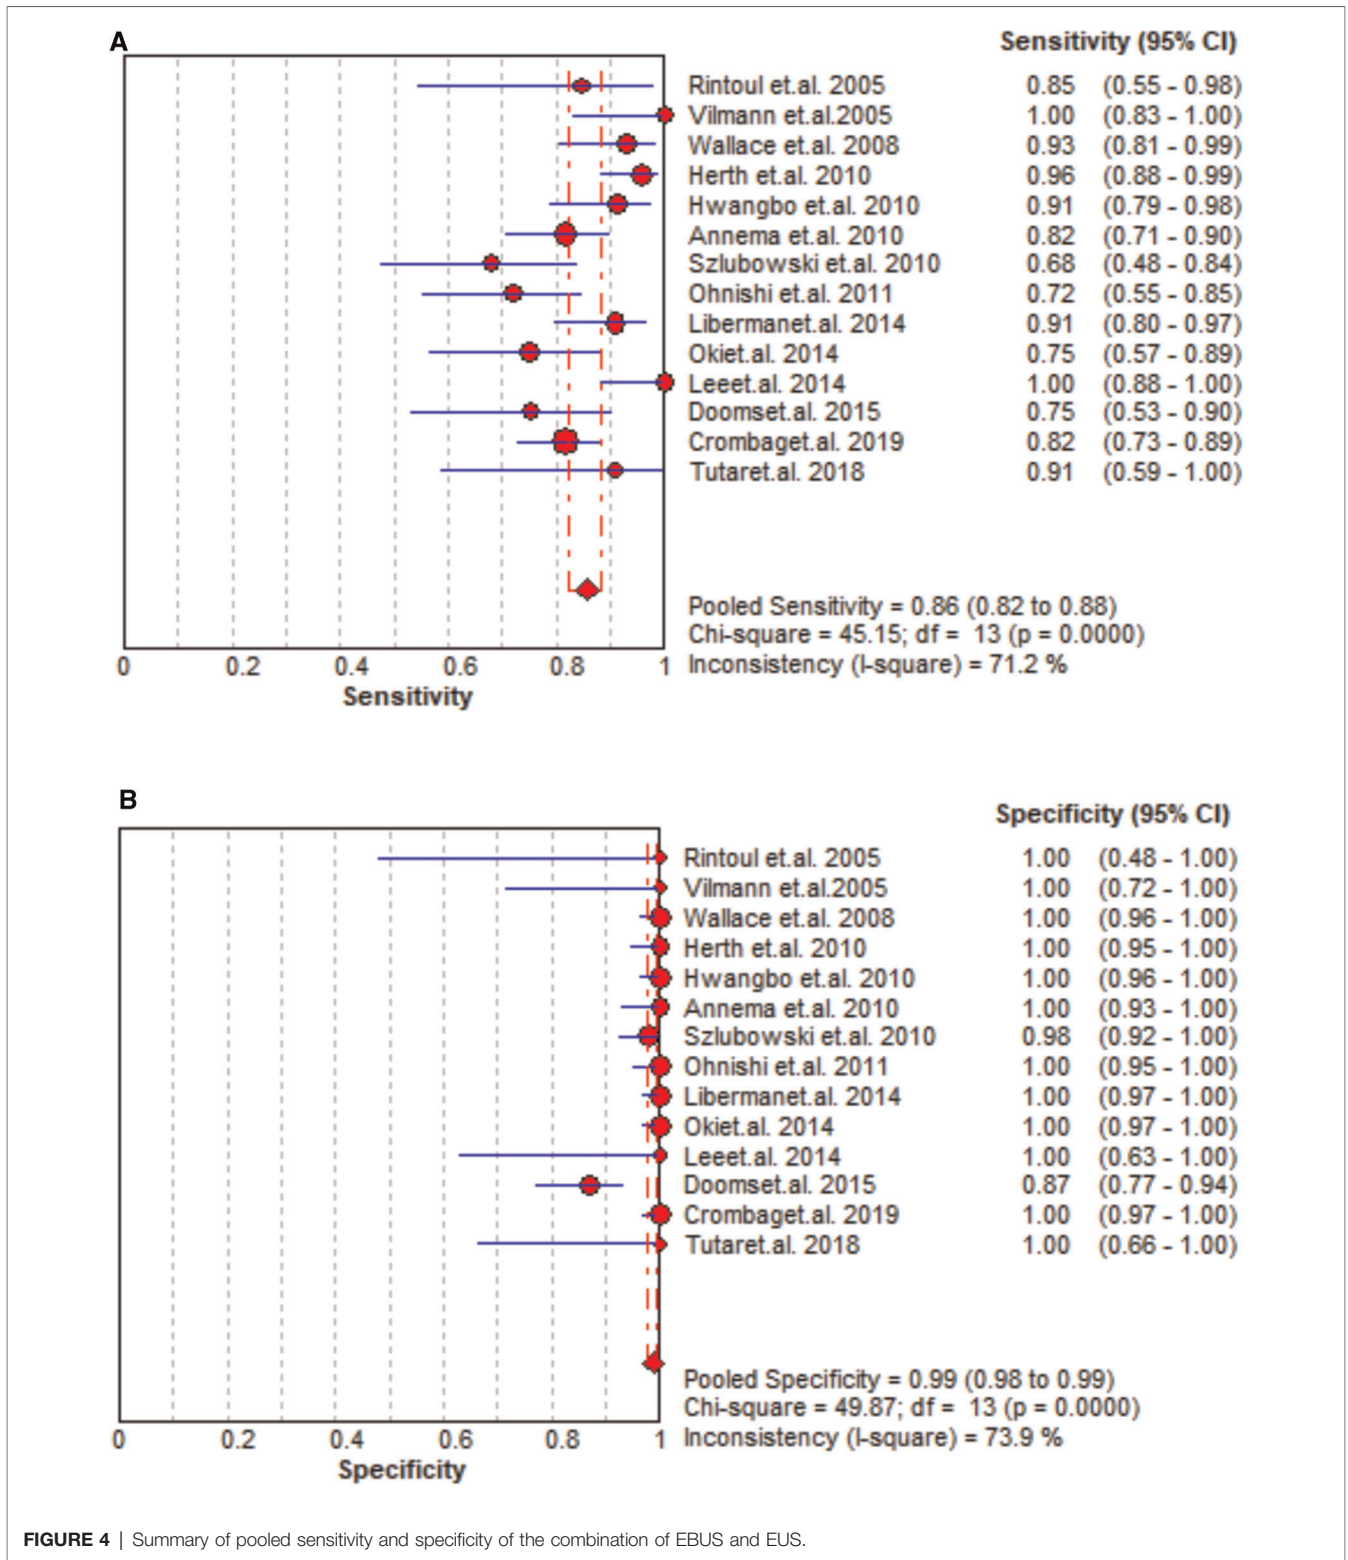 A
Sensitivity (95% CI)
Rintoul et.al. 2005 0.85 (0.55 - 0.98)
Vilmann et.al.2005 1.00 (0.83 - 1.00)
Wallace et.al. 2008 0.93 (0.81 - 0.99)
Herth et.al. 2010 0.96 (0.88 - 0.99)
Hwangbo et.al. 2010 0.91 (0.79 - 0.98)
Annema et.al. 2010 0.82 (0.71 - 0.90)
Szlubowski et.al. 2010 0.68 (0.48 - 0.84)
Ohnishi et.al. 2011 0.72 (0.55 - 0.85)
Libermanet.al. 2014 0.91 (0.80 - 0.97)
Okiet.al. 2014 0.75 (0.57 - 0.89)
Leeet.al. 2014 1.00 (0.88 - 1.00)
Doomset.al. 2015 0.75 (0.53 - 0.90)
Crombaget.al. 2019 0.82 (0.73 - 0.89)
Tutaret.al. 2018 0.91 (0.59 - 1.00)
Pooled Sensitivity = 0.86 (0.82 to 0.88)
Chi-square = 45.15; df = 13 (p = 0.0000)
Inconsistency (I-square) = 71.2 %
0 0.2 0.4 0.6 0.8 1
Sensitivity
B
Specificity (95% CI)
Rintoul et.al. 2005 1.00 (0.48 - 1.00)
Vilmann et.al.2005 1.00 (0.72 - 1.00)
Wallace et.al. 2008 1.00 (0.96 - 1.00)
Herth et.al. 2010 1.00 (0.95 - 1.00)
Hwangbo et.al. 2010 1.00 (0.96 - 1.00)
Annema et.al. 2010 1.00 (0.93 - 1.00)
Szlubowski et.al. 2010 0.98 (0.92 - 1.00)
Ohnishi et.al. 2011 1.00 (0.95 - 1.00)
Libermanet.al. 2014 1.00 (0.97 - 1.00)
Okiet.al. 2014 1.00 (0.97 - 1.00)
Leeet.al. 2014 1.00 (0.63 - 1.00)
Doomset.al. 2015 0.87 (0.77 - 0.94)
Crombaget.al. 2019 1.00 (0.97 - 1.00)
Tutaret.al. 2018 1.00 (0.66 - 1.00)
Pooled Specificity = 0.99 (0.98 to 0.99)
Chi-square = 49.87; df = 13 (p = 0.0000)
Inconsistency (I-square) = 73.9 %
0 0.2 0.4 0.6 0.8 1
Specificity
FIGURE 4 | Summary of pooled sensitivity and specificity of the combination of EBUS and EUS.